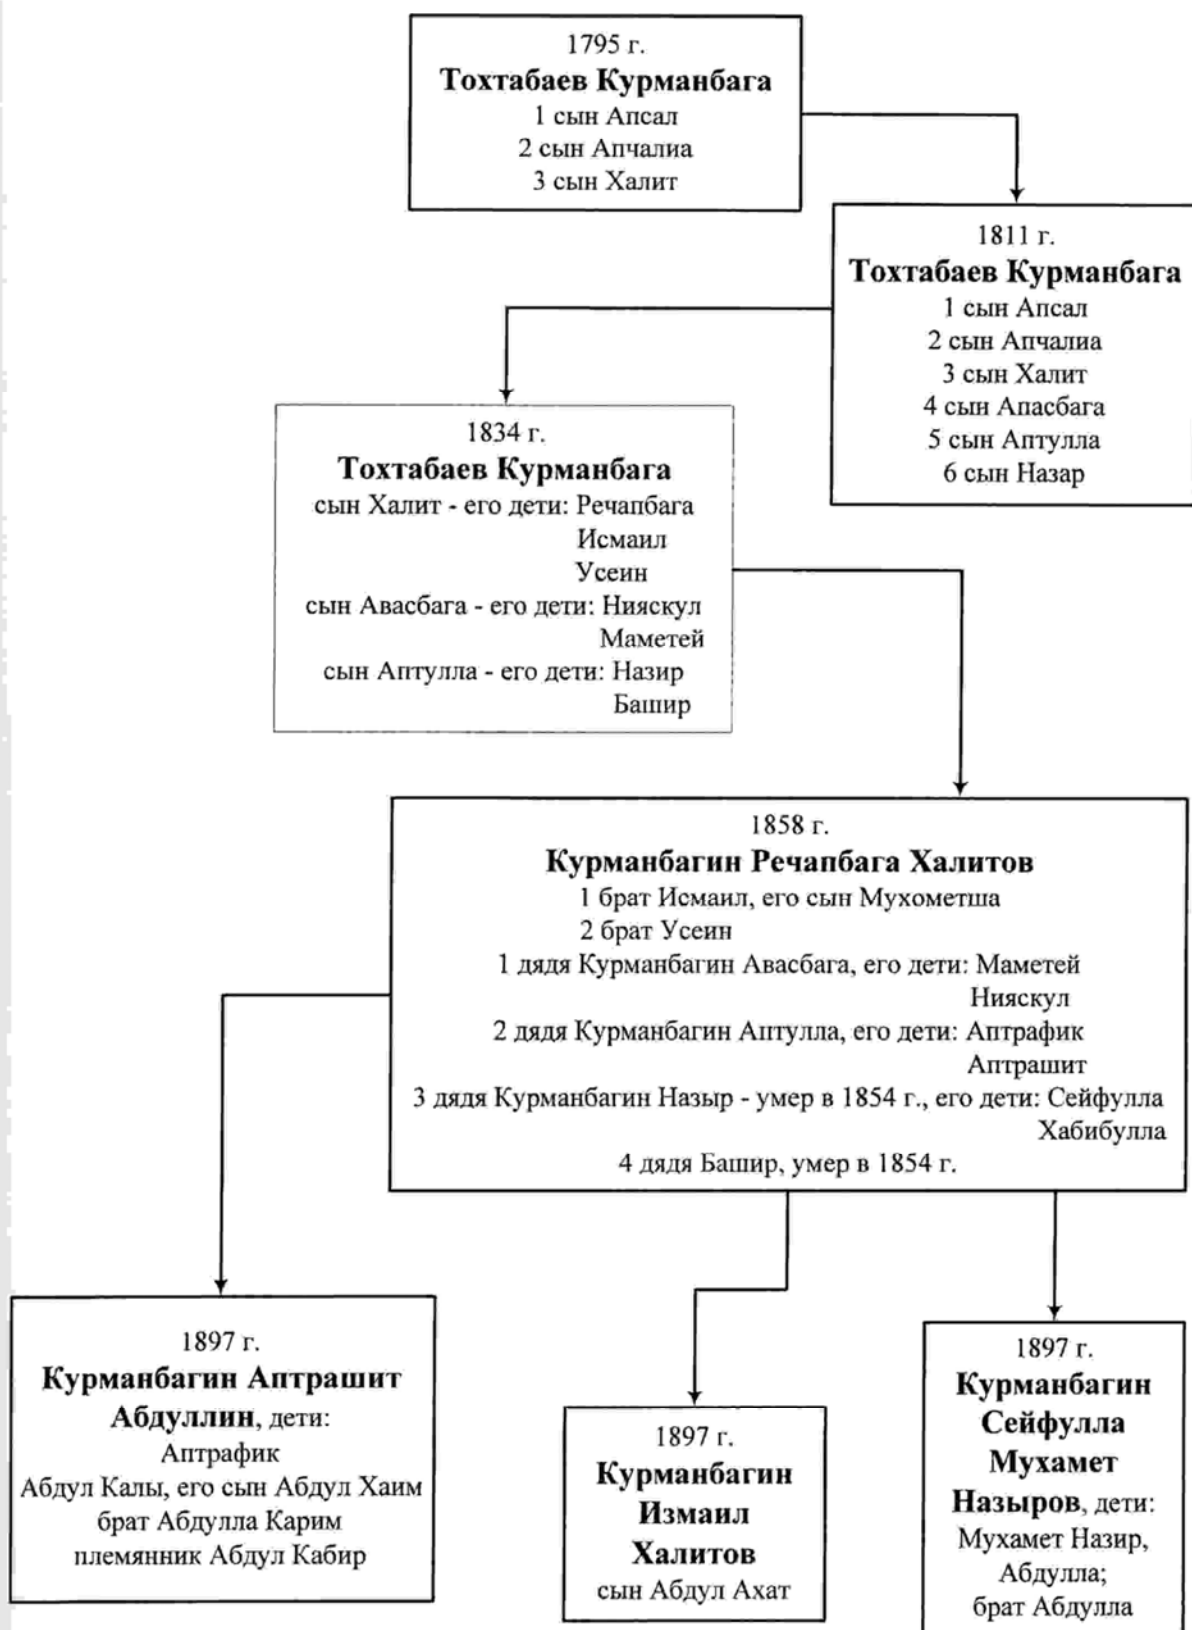 1795 г.
Тохтабаев Курманбага
1 сын Апсал
2 сын Апчалиа
3 сын Халит
1811 г.
Тохтабаев Курманбага
1 сын Апсал
2 сын Апчалиа
3 сын Халит
4 сын Апасбага
5 сын Аптулла
6 сын Назар
1834 г.
Тохтабаев Курманбага
сын Халит - его дети: Речапбага
Исмаил
Усеин
сын Авасбага - его дети: Нияскул
Маметей
сын Аптулла - его дети: Назир
Башир
1858 г.
Курманбагин Речапбага Халитов
1 брат Исмаил, его сын Мухометша
2 брат Усеин
1 дядя Курманбагин Авасбага, его дети: Маметей
Нияскул
2 дядя Курманбагин Аптулла, его дети: Аптрафик
Аптрашит
3 дядя Курманбагин Назыр - умер в 1854 г., его дети: Сейфулла
Хабибулла
4 дядя Башир, умер в 1854 г.
1897 г.
Курманбагин Аптрашит
Абдуллин, дети:
Аптрафик
Абдул Калы, его сын Абдул Хаим
брат Абдулла Карим
племянник Абдул Кабир
1897 г.
Курманбагин
Измаил
Халитов
сын Абдул Ахат
1897 г.
Курманбагин
Сейфулла
Мухамет
Назыров, дети:
Мухамет Назир,
Абдулла;
брат Абдулла